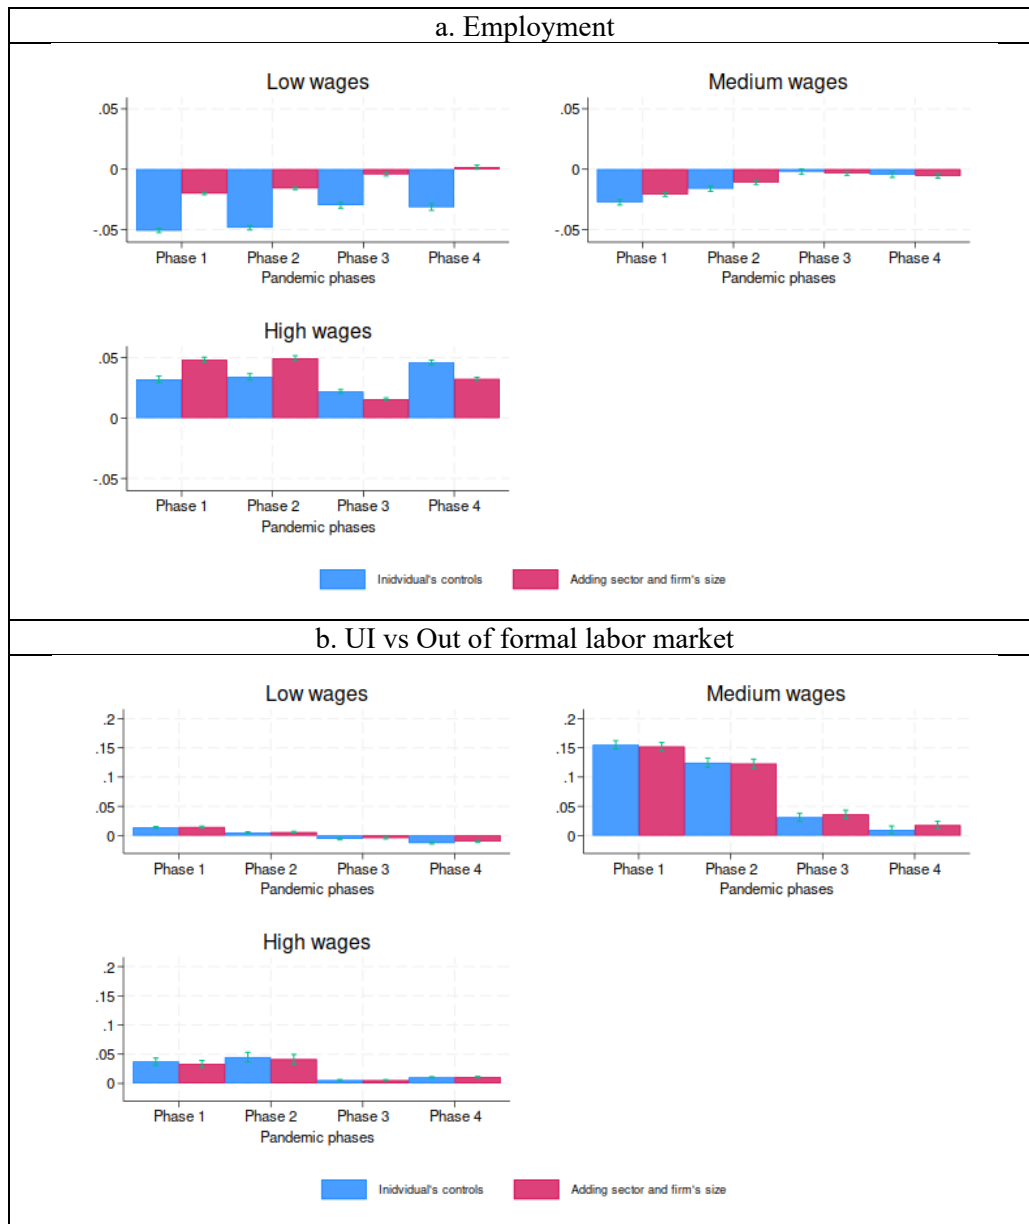 a. Employment
Low wages
.05
0
-.05
Phase 1 Phase 2 Phase 3 Phase 4
Pandemic phases
Medium wages
.05
0
-.05
Phase 1 Phase 2 Phase 3 Phase 4
Pandemic phases
High wages
.05
0
-.05
Phase 1 Phase 2 Phase 3 Phase 4
Pandemic phases
Inidvidual's controls Adding sector and firm's size
b. UI vs Out of formal labor market
Low wages
.2
.15
.1
.05
0
Phase 1 Phase 2 Phase 3 Phase 4
Pandemic phases
Medium wages
.2
.15
.1
.05
0
Phase 1 Phase 2 Phase 3 Phase 4
Pandemic phases
High wages
.2
.15
.1
.05
0
Phase 1 Phase 2 Phase 3 Phase 4
Pandemic phases
Inidvidual's controls Adding sector and firm's size